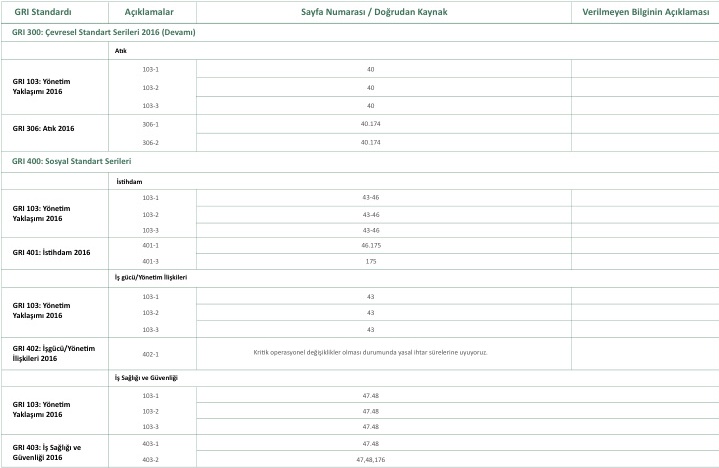 GRI Standardı Açıklamalar Sayfa Numarası / Doğrudan Kaynak Verilmeyen Bilginin Açıklaması
GRI 300: Çevresel Standart Serileri 2016 (Devamı)
Atık
GRI 103: Yönetim
Yaklaşımı 2016
103-1 40
103-2 40
103-3 40
GRI 306: Atık 2016
306-1 40.174
306-2 40.174
GRI 400: Sosyal Standart Serileri
İstihdam
GRI 103: Yönetim
Yaklaşımı 2016
103-1 43-46
103-2 43-46
103-3 43-46
GRI 401: İstihdam 2016
401-1 46.175
401-3 175
İş gücü/Yönetim İlişkileri
GRI 103: Yönetim
Yaklaşımı 2016
103-1 43
103-2 43
103-3 43
GRI 402: İşgücü/Yönetim
İlişkileri 2016
402-1 Kritik operasyonel değişiklikler olması durumunda yasal ihtar sürelerine uyuyoruz.
İş Sağlığı ve Güvenliği
GRI 103: Yönetim
Yaklaşımı 2016
103-1 47.48
103-2 47.48
103-3 47.48
GRI 403: İş Sağlığı ve
Güvenliği 2016
403-1 47.48
403-2 47,48,176